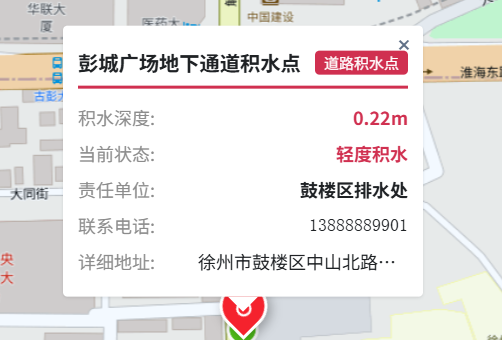 华联大
厦
医药大
中国建设
彭城广场地下通道积水点
道路积水点
淮海东
古彭大
积水深度:
0.22m
当前状态:
轻度积水
责任单位:
鼓楼区排水处
大同街
联系电话:
13888889901
详细地址:
徐州市鼓楼区中山北路…
央
大